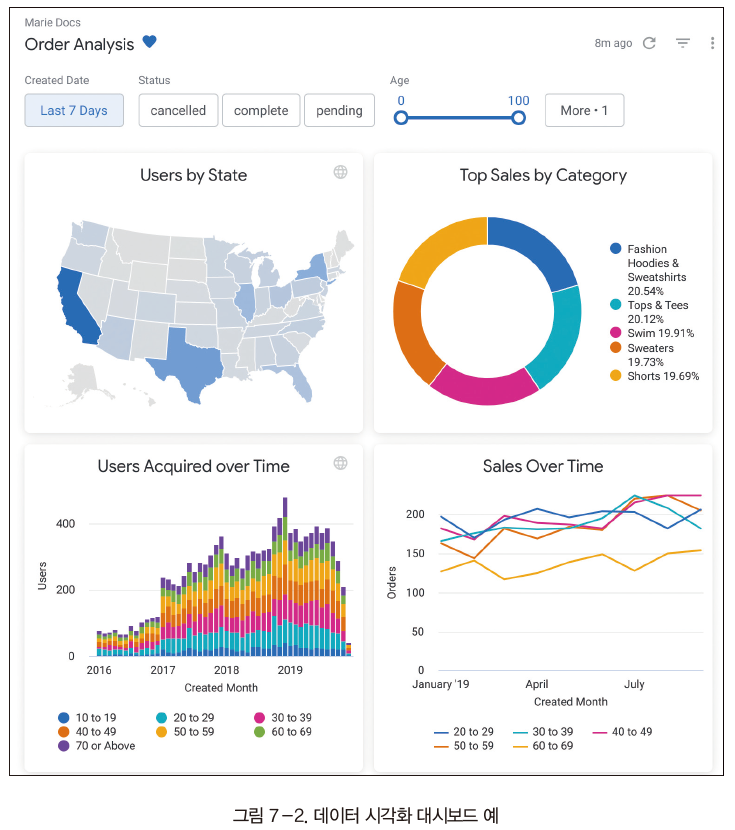 Marie Docs
Order Analysis
8m ago
Created Date
Status
Age
Last 7 Days
cancelled
complete
pending
0
100
More • 1
Users by State
Top Sales by Category
Fashion
Hoodies &
Sweatshirts
20.54%
Tops & Tees
20.12%
Swim 19.91%
Sweaters
19.73%
Shorts 19.69%
Users Acquired over Time
Users
400
200
0
2016
2017
2018
2019
Created Month
10 to 19
20 to 29
30 to 39
40 to 49
50 to 59
60 to 69
70 or Above
Sales Over Time
Orders
200
150
100
50
0
January '19
April
July
Created Month
20 to 29
30 to 39
40 to 49
50 to 59
60 to 69
그림 7-2. 데이터 시각화 대시보드 예